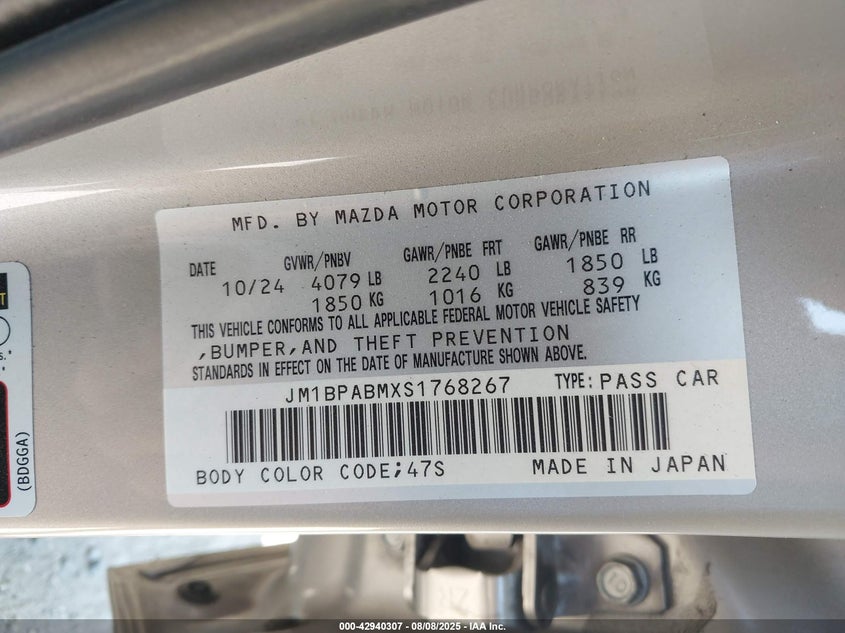 MFD. BY MAZDA MOTOR CORPORATION
DATE GVWR/PNBV GAWR/PNBE FRT GAWR/PNBE RR
10/24 4079 LB 2240 LB 1850 LB
1850 KG 1016 KG 839 KG
THIS VEHICLE CONFORMS TO ALL APPLICABLE FEDERAL MOTOR VEHICLE SAFETY
,BUMPER,AND THEFT PREVENTION
STANDARDS IN EFFECT ON THE DATE OF MANUFACTURE SHOWN ABOVE.
JM1BPABMXS1768267 TYPE: PASS CAR
BODY COLOR CODE;47S MADE IN JAPAN
(BDGGA)
000-42940307 - 08/08/2025 - IAA Inc.